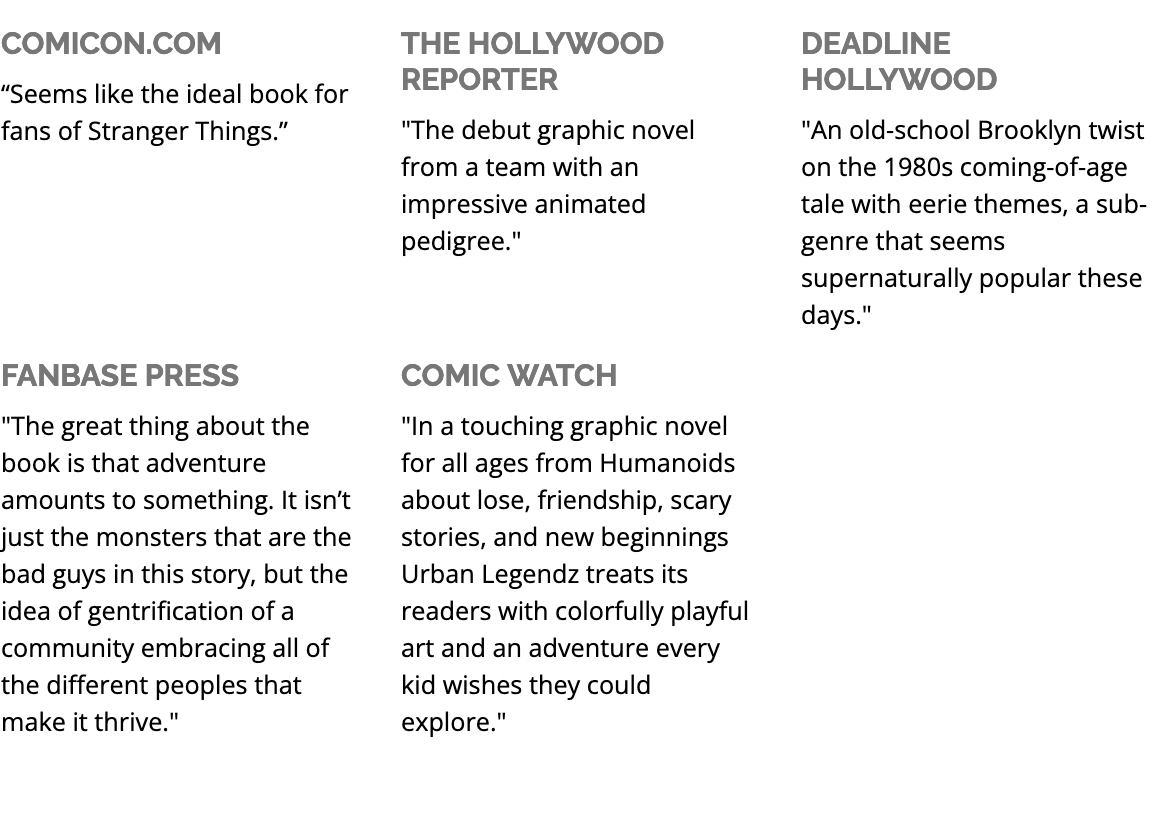 COMICON.COM
“Seems like the ideal book for
fans of Stranger Things.”
THE HOLLYWOOD
REPORTER
"The debut graphic novel
from a team with an
impressive animated
pedigree."
DEADLINE
HOLLYWOOD
"An old-school Brooklyn twist
on the 1980s coming-of-age
tale with eerie themes, a sub-
genre that seems
supernaturally popular these
days."
FANBASE PRESS
"The great thing about the
book is that adventure
amounts to something. It isn’t
just the monsters that are the
bad guys in this story, but the
idea of gentrification of a
community embracing all of
the different peoples that
make it thrive."
COMIC WATCH
"In a touching graphic novel
for all ages from Humanoids
about lose, friendship, scary
stories, and new beginnings
Urban Legendz treats its
readers with colorfully playful
art and an adventure every
kid wishes they could
explore."